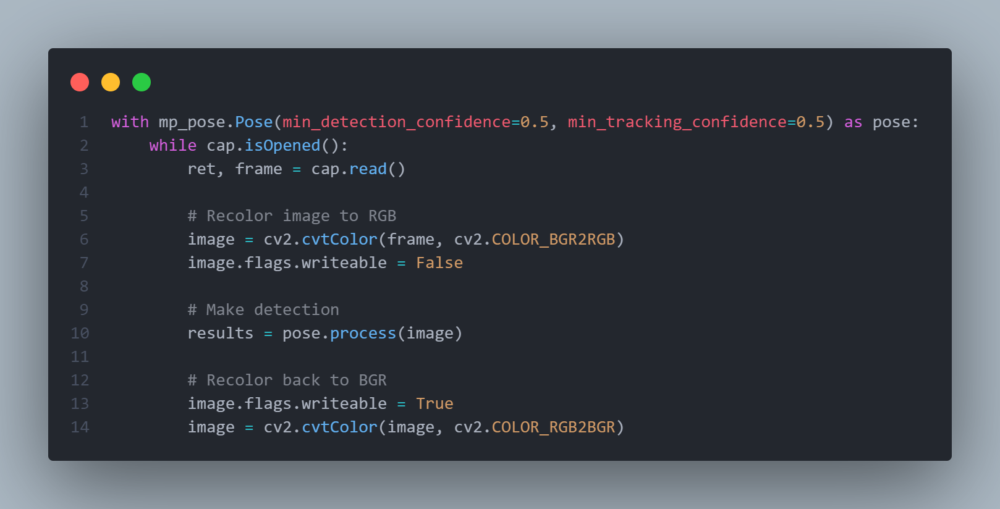 1 with mp_pose.Pose(min_detection_confidence=0.5, min_tracking_confidence=0.5) as pose:
2     while cap.isOpened():
3         ret, frame = cap.read()
4
5         # Recolor image to RGB
6         image = cv2.cvtColor(frame, cv2.COLOR_BGR2RGB)
7         image.flags.writeable = False
8
9         # Make detection
10         results = pose.process(image)
11
12         # Recolor back to BGR
13         image.flags.writeable = True
14         image = cv2.cvtColor(image, cv2.COLOR_RGB2BGR)